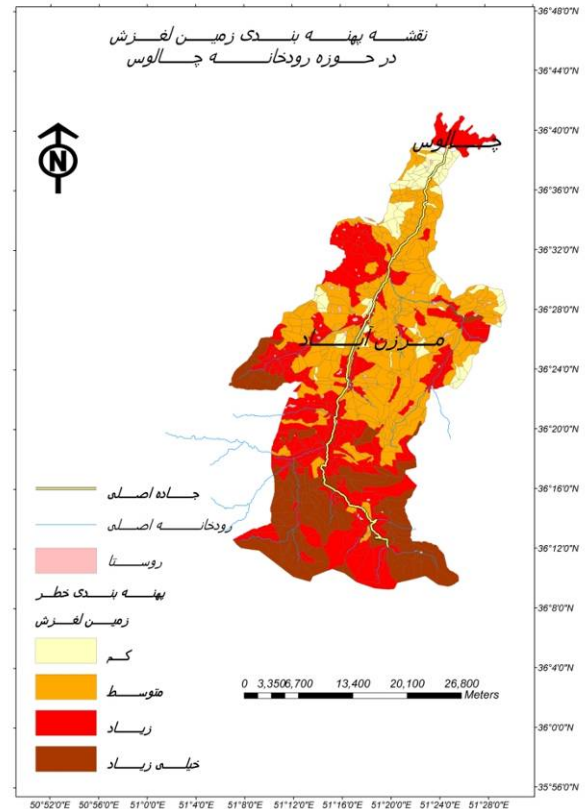 نقشه پهنه بندی زمین لغزش
در حوزه رودخانه چالوس
N
چالوس
مرزن آباد
جاده اصلی
رودخانه اصلی
روستا
پهنه بندی خطر
زمین لغزش
کم
متوسط
زیاد
خیلی زیاد
0 3,350 6,700 13,400 20,100 26,800
Meters
36°48'0"N
36°44'0"N
36°40'0"N
36°36'0"N
36°32'0"N
36°28'0"N
36°24'0"N
36°20'0"N
36°16'0"N
36°12'0"N
36°8'0"N
36°4'0"N
36°0'0"N
35°56'0"N
50°52'0"E 50°56'0"E 51°0'0"E 51°4'0"E 51°8'0"E 51°12'0"E 51°16'0"E 51°20'0"E 51°24'0"E 51°28'0"E